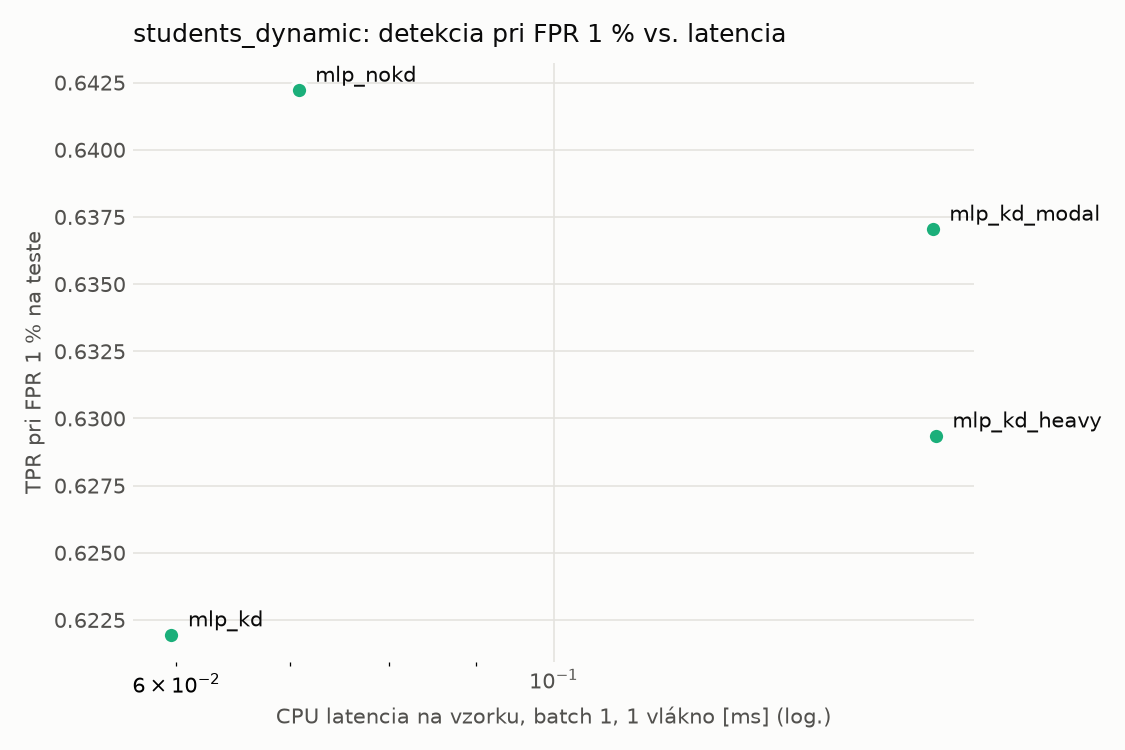 students_dynamic: detekcia pri FPR 1 % vs. latencia
TPR pri FPR 1 % na teste
0.6425
0.6400
0.6375
0.6350
0.6325
0.6300
0.6275
0.6250
0.6225
mlp_nokd
mlp_kd_modal
mlp_kd_heavy
mlp_kd
6 × 10⁻²
10⁻¹
CPU latencia na vzorku, batch 1, 1 vlákno [ms] (log.)